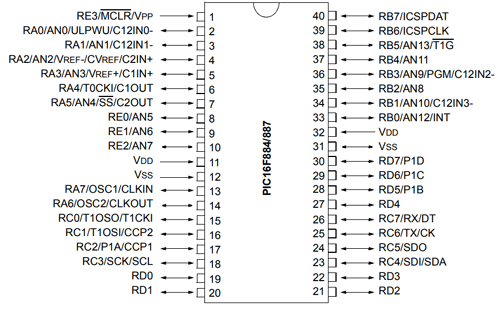 RE3/MCLR/VPP 1 40 RB7/ICSPDAT
RA0/AN0/ULPWU/C12IN0- 2 39 RB6/ICSPCLK
RA1/AN1/C12IN1- 3 38 RB5/AN13/T1G
RA2/AN2/VREF-/CVREF/C2IN+ 4 37 RB4/AN11
RA3/AN3/VREF+/C1IN+ 5 36 RB3/AN9/PGM/C12IN2-
RA4/T0CKI/C1OUT 6 35 RB2/AN8
RA5/AN4/SS/C2OUT 7 34 RB1/AN10/C12IN3-
RE0/AN5 8 33 RB0/AN12/INT
RE1/AN6 9 32 VDD
RE2/AN7 10 31 VSS
VDD 11 30 RD7/P1D
VSS 12 29 RD6/P1C
RA7/OSC1/CLKIN 13 28 RD5/P1B
RA6/OSC2/CLKOUT 14 27 RD4
RC0/T1OSO/T1CKI 15 26 RC7/RX/DT
RC1/T1OSI/CCP2 16 25 RC6/TX/CK
RC2/P1A/CCP1 17 24 RC5/SDO
RC3/SCK/SCL 18 23 RC4/SDI/SDA
RD0 19 22 RD3
RD1 20 21 RD2
PIC16F884/887